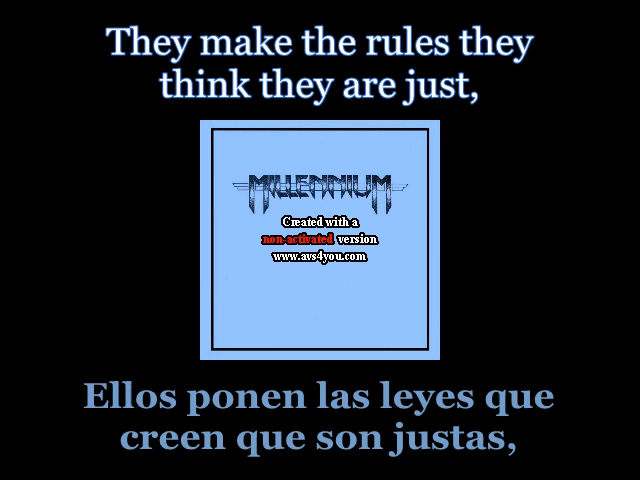 They make the rules they
think they are just,
MILLENNIUM
Created with a
non-activated version
www.avs4you.com
Ellos ponen las leyes que
creen que son justas,